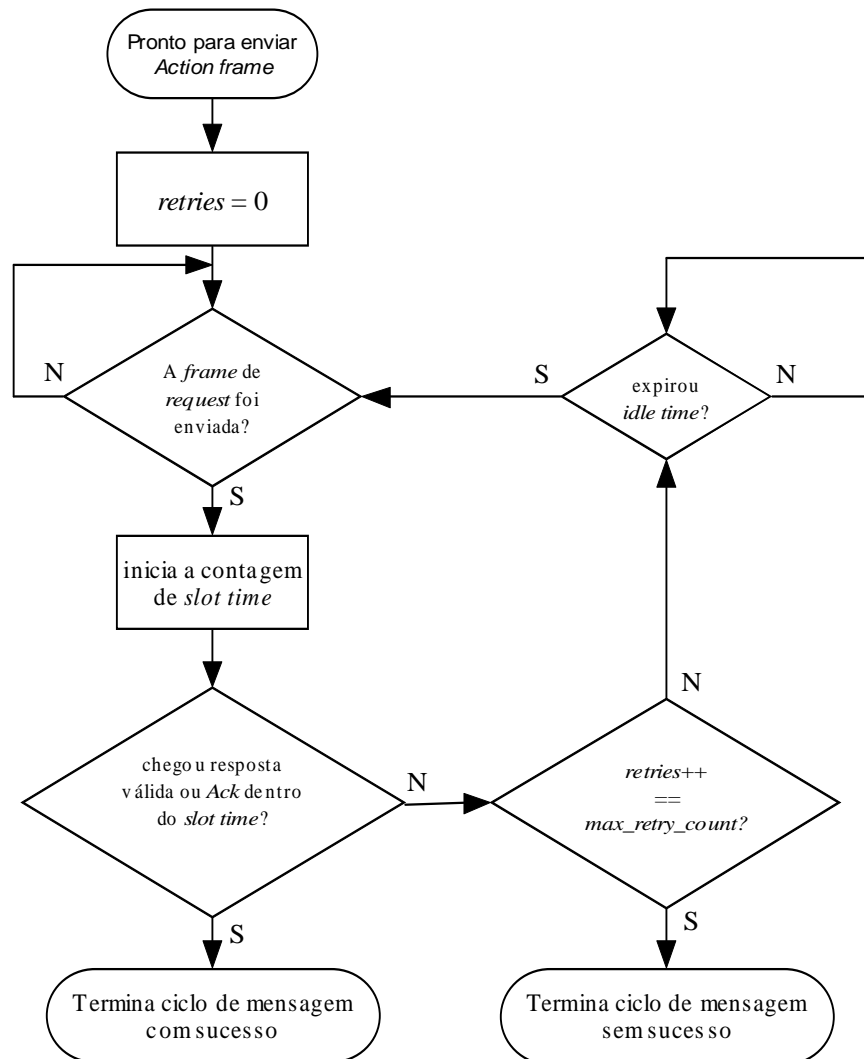 Pronto para enviar
Action frame
retries = 0
N
A frame de
request foi
enviada?
S
expirou
idle time?
N
S
inicia a contagem
de slot time
N
chegou resposta
válida ou Ack dentro
do slot time?
N
retries++
==
max_retry_count?
S
S
Termina ciclo de mensagem
com sucesso
Termina ciclo de mensagem
sem sucesso